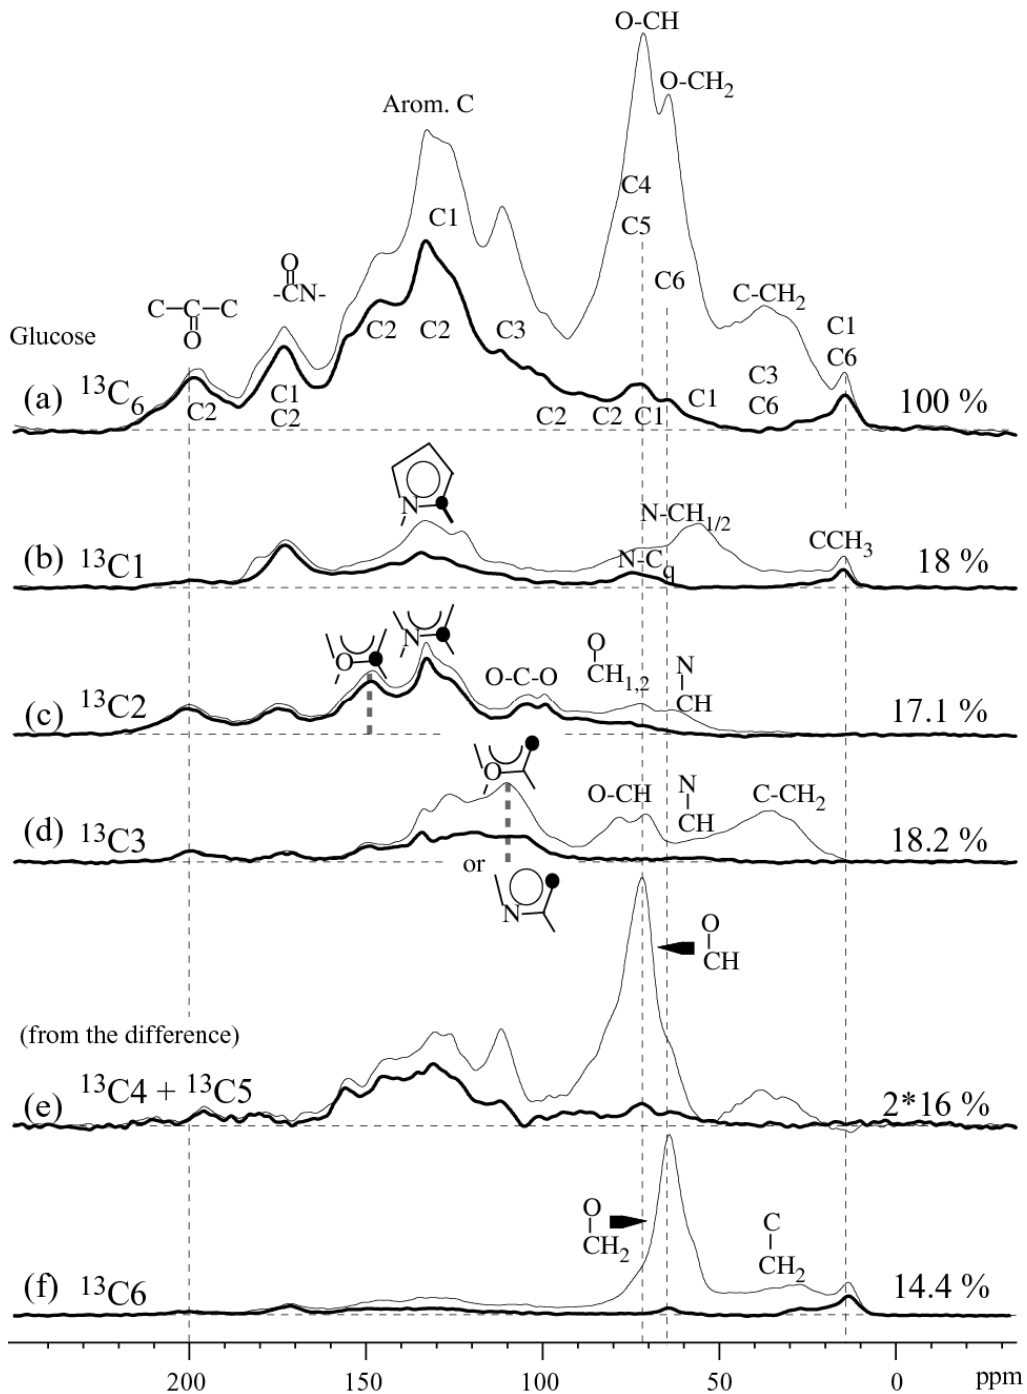 O-CH
O-CH2
Arom. C
C4
C1
C5
O
-CN-
C6
C-C-C
O
C-CH2
C1
Glucose
C2 C2 C3
C6
(a) 13C6
C2
C1
C2
C2 C2 C1
C1
C3
C6
100 %
N
N-CH1/2
CCH3
(b) 13C1
N-Cq
18 %
O
N
O-C-O
O
CH1,2
N
CH
(c) 13C2
17.1 %
O
O-CH
N
CH
C-CH2
(d) 13C3
18.2 %
or
N
O
CH
(from the difference)
13C4 + 13C5
(e)
2*16 %
O
CH2
C
CH2
(f) 13C6
14.4 %
200 150 100 50 0 ppm